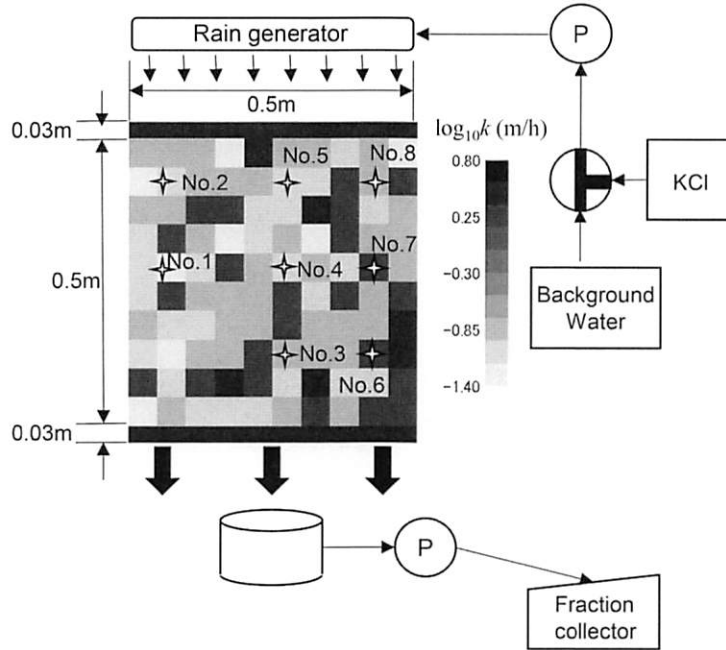 Rain generator
P
0.5m
0.03m
log₁₀k (m/h)
0.80
0.25
−0.30
−0.85
−1.40
No.5
No.8
No.2
KCl
No.7
No.1
No.4
0.5m
Background
Water
No.3
No.6
0.03m
P
Fraction
collector